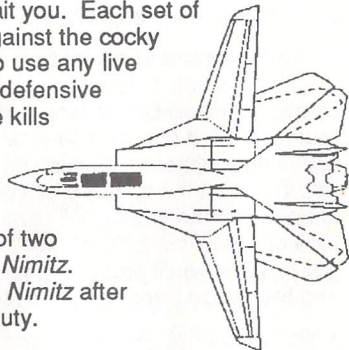 ait you. Each set of
gainst the cocky
o use any live
defensive
e kills
of two
Nimitz.
Nimitz after
uty.